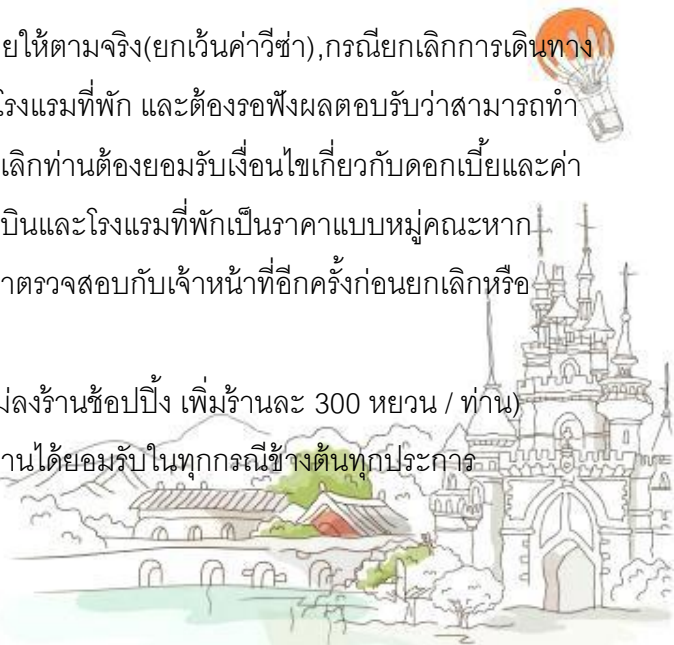 ยให้ตามจริง(ยกเว้นค่าวีซ่า),กรณียกเลิกการเดินทาง
โรงแรมที่พัก และต้องรอฟังผลตอบรับว่าสามารถทำ
เลิกท่านต้องยอมรับเงื่อนไขเกี่ยวกับดอกเบี้ยและค่า
บินและโรงแรมที่พักเป็นราคาแบบหมู่คณะหาก
าตรวจสอบกับเจ้าหน้าที่อีกครั้งก่อนยกเลิกหรือ
ม่ลงร้านช้อปปิ้ง เพิ่มร้านละ 300 หยวน / ท่าน)
านได้ยอมรับในทุกกรณีข้างต้นทุกประการ